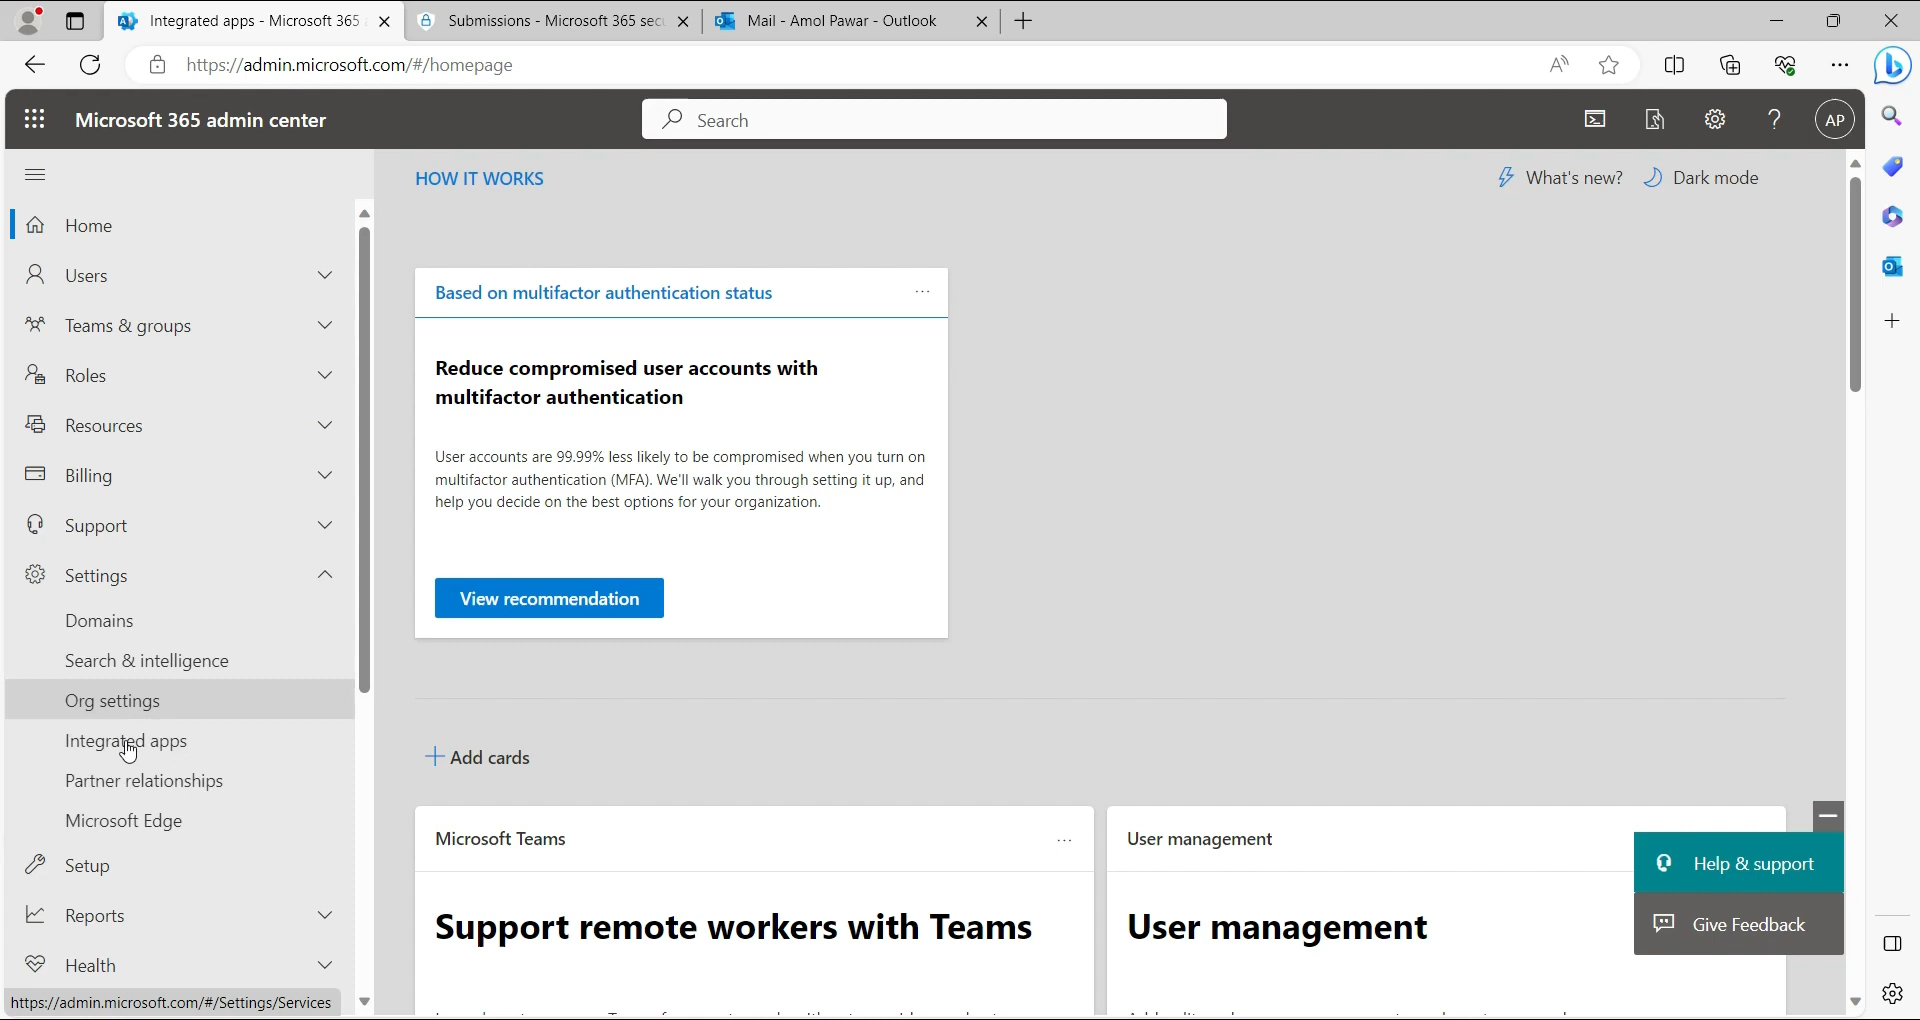 Integrated apps - Microsoft 365
Submissions - Microsoft 365 sec
Mail - Amol Pawar - Outlook
https://admin.microsoft.com/#/homepage
Microsoft 365 admin center
Search
AP
HOW IT WORKS
What's new?
Dark mode
Home
Users
Teams & groups
Roles
Resources
Billing
Support
Settings
Domains
Search & intelligence
Org settings
Integrated apps
Partner relationships
Microsoft Edge
Setup
Reports
Health
https://admin.microsoft.com/#/Settings/Services
Based on multifactor authentication status
Reduce compromised user accounts with
multifactor authentication
User accounts are 99.99% less likely to be compromised when you turn on
multifactor authentication (MFA). We'll walk you through setting it up, and
help you decide on the best options for your organization.
View recommendation
Add cards
Microsoft Teams
Support remote workers with Teams
User management
User management
Help & support
Give Feedback